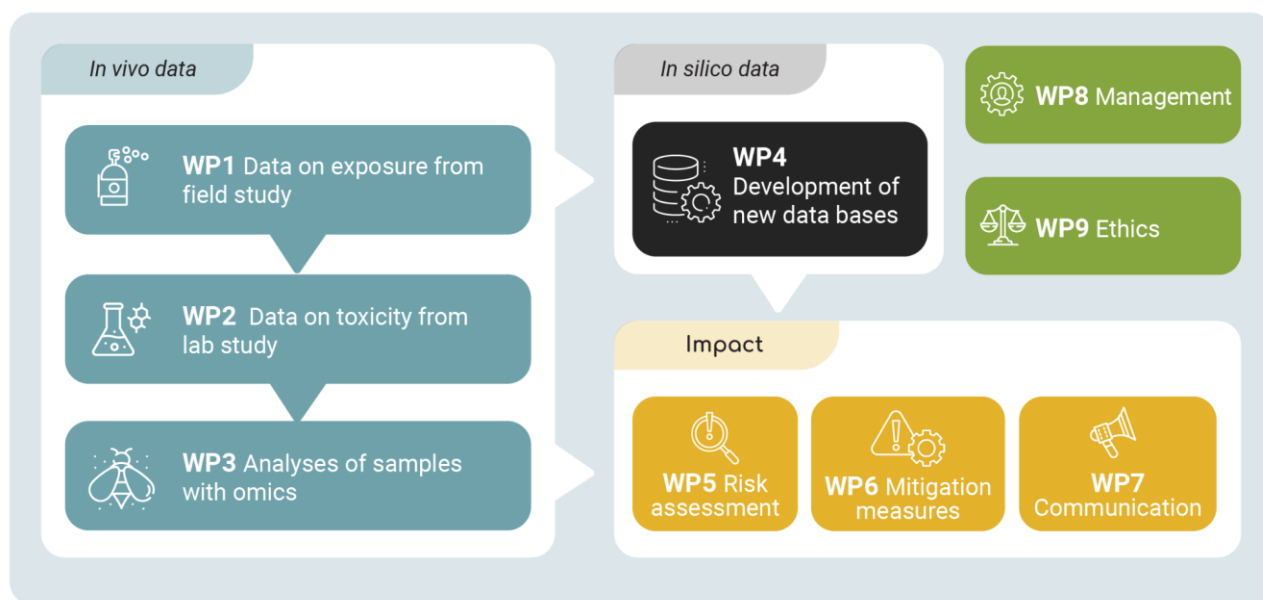 In vivo data
WP1 Data on exposure from
field study
WP2 Data on toxicity from
lab study
WP3 Analyses of samples
with omics
In silico data
WP4
Development of
new data bases
WP8 Management
WP9 Ethics
Impact
WP5 Risk
assessment
WP6 Mitigation
measures
WP7
Communication